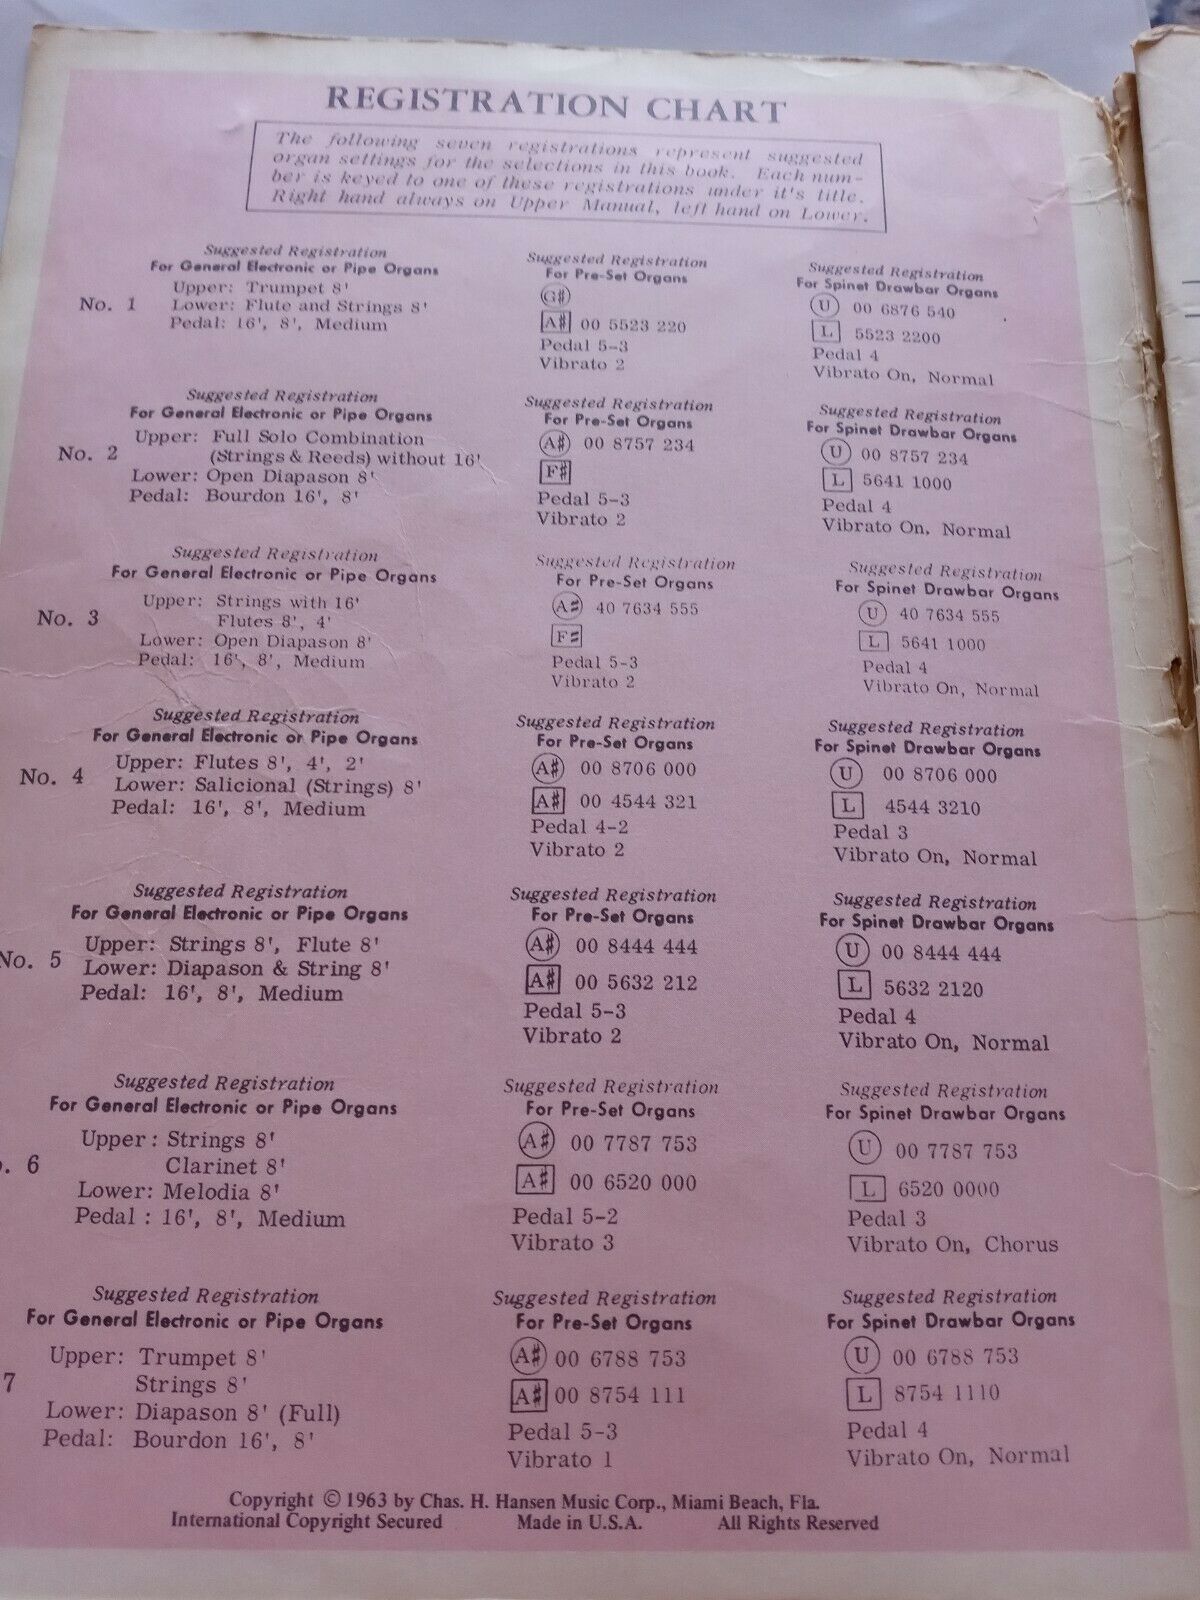 REGISTRATION CHART
The following seven registrations represent suggested
organ settings for the selections in this book. Each num-
ber is keyed to one of these registrations under it's title.
Right hand always on Upper Manual, left hand on Lower.
No. 1
Suggested Registration
For General Electronic or Pipe Organs
Upper: Trumpet 8'
Lower: Flute and Strings 8'
Pedal: 16', 8', Medium
Suggested Registration
For Pre-Set Organs
G#
A# 00 5523 220
Pedal 5-3
Vibrato 2
Suggested Registration
For Spinet Drawbar Organs
U 00 6876 540
L 5523 2200
Pedal 4
Vibrato On, Normal
No. 2
Suggested Registration
For General Electronic or Pipe Organs
Upper: Full Solo Combination
(Strings & Reeds) without 16'
Lower: Open Diapason 8'
Pedal: Bourdon 16', 8'
Suggested Registration
For Pre-Set Organs
A# 00 8757 234
F#
Pedal 5-3
Vibrato 2
Suggested Registration
For Spinet Drawbar Organs
U 00 8757 234
L 5641 1000
Pedal 4
Vibrato On, Normal
No. 3
Suggested Registration
For General Electronic or Pipe Organs
Upper: Strings with 16'
Flutes 8', 4'
Lower: Open Diapason 8'
Pedal: 16', 8', Medium
Suggested Registration
For Pre-Set Organs
A# 40 7634 555
F#
Pedal 5-3
Vibrato 2
Suggested Registration
For Spinet Drawbar Organs
U 40 7634 555
L 5641 1000
Pedal 4
Vibrato On, Normal
No. 4
Suggested Registration
For General Electronic or Pipe Organs
Upper: Flutes 8', 4', 2'
Lower: Salicional (Strings) 8'
Pedal: 16', 8', Medium
Suggested Registration
For Pre-Set Organs
A# 00 8706 000
A# 00 4544 321
Pedal 4-2
Vibrato 2
Suggested Registration
For Spinet Drawbar Organs
U 00 8706 000
L 4544 3210
Pedal 3
Vibrato On, Normal
No. 5
Suggested Registration
For General Electronic or Pipe Organs
Upper: Strings 8', Flute 8'
Lower: Diapason & String 8'
Pedal: 16', 8', Medium
Suggested Registration
For Pre-Set Organs
A# 00 8444 444
A# 00 5632 212
Pedal 5-3
Vibrato 2
Suggested Registration
For Spinet Drawbar Organs
U 00 8444 444
L 5632 2120
Pedal 4
Vibrato On, Normal
. 6
Suggested Registration
For General Electronic or Pipe Organs
Upper: Strings 8'
Clarinet 8'
Lower: Melodia 8'
Pedal : 16', 8', Medium
Suggested Registration
For Pre-Set Organs
A# 00 7787 753
A# 00 6520 000
Pedal 5-2
Vibrato 3
Suggested Registration
For Spinet Drawbar Organs
U 00 7787 753
L 6520 0000
Pedal 3
Vibrato On, Chorus
7
Suggested Registration
For General Electronic or Pipe Organs
Upper: Trumpet 8'
Strings 8'
Lower: Diapason 8' (Full)
Pedal: Bourdon 16', 8'
Suggested Registration
For Pre-Set Organs
A# 00 6788 753
A# 00 8754 111
Pedal 5-3
Vibrato 1
Suggested Registration
For Spinet Drawbar Organs
U 00 6788 753
L 8754 1110
Pedal 4
Vibrato On, Normal
Copyright © 1963 by Chas. H. Hansen Music Corp., Miami Beach, Fla.
International Copyright Secured Made in U.S.A. All Rights Reserved